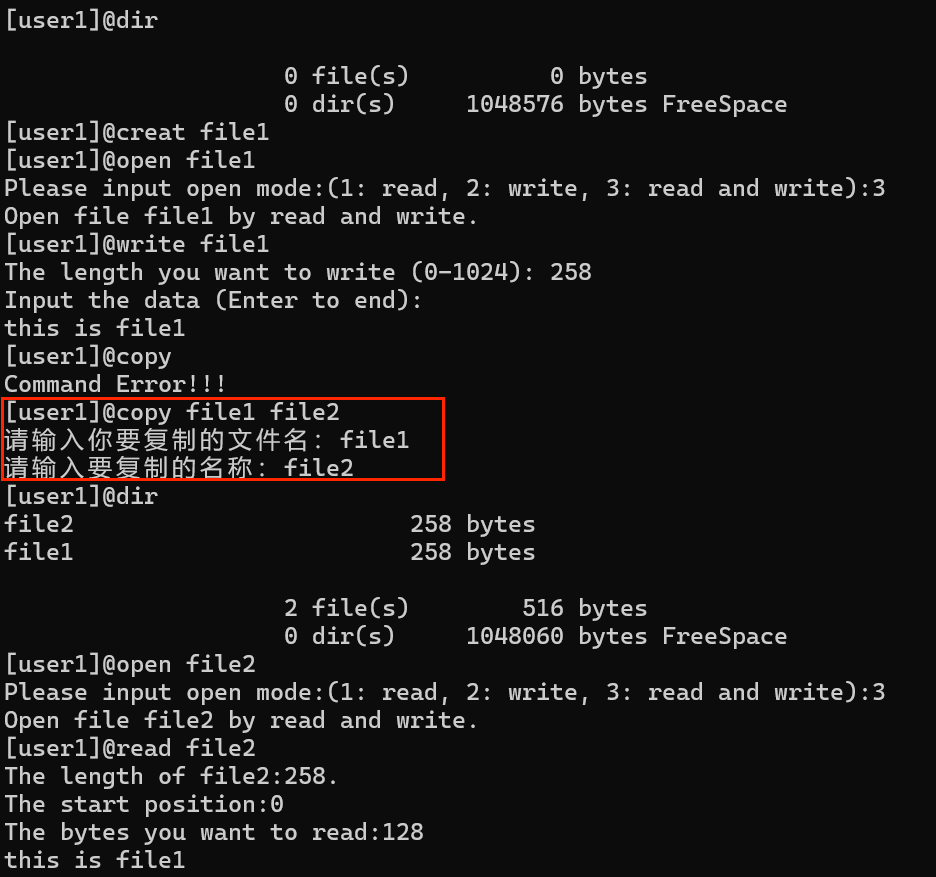 [user1]@dir
0 file(s) 0 bytes
0 dir(s) 1048576 bytes FreeSpace
[user1]@creat file1
[user1]@open file1
Please input open mode:(1: read, 2: write, 3: read and write):3
Open file file1 by read and write.
[user1]@write file1
The length you want to write (0-1024): 258
Input the data (Enter to end):
this is file1
[user1]@copy
Command Error!!!
[user1]@copy file1 file2
请输入你要复制的文件名: file1
请输入要复制的名称: file2
[user1]@dir
file2 258 bytes
file1 258 bytes
2 file(s) 516 bytes
0 dir(s) 1048060 bytes FreeSpace
[user1]@open file2
Please input open mode:(1: read, 2: write, 3: read and write):3
Open file file2 by read and write.
[user1]@read file2
The length of file2:258.
The start position:0
The bytes you want to read:128
this is file1